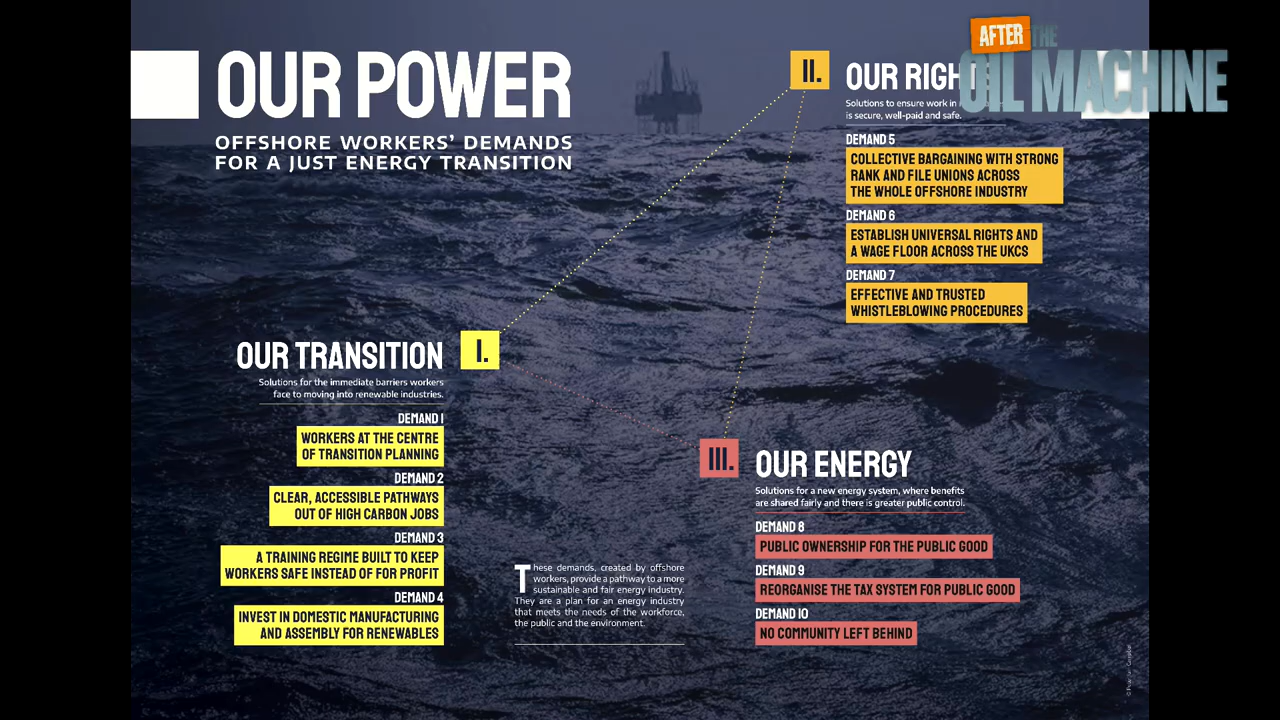 OUR POWER
OFFSHORE WORKERS' DEMANDS
FOR A JUST ENERGY TRANSITION
AFTER THE
OIL MACHINE
I.
OUR TRANSITION
Solutions for the immediate barriers workers
face to moving into renewable industries.
DEMAND 1
WORKERS AT THE CENTRE
OF TRANSITION PLANNING
DEMAND 2
CLEAR, ACCESSIBLE PATHWAYS
OUT OF HIGH CARBON JOBS
DEMAND 3
A TRAINING REGIME BUILT TO KEEP
WORKERS SAFE INSTEAD OF FOR PROFIT
DEMAND 4
INVEST IN DOMESTIC MANUFACTURING
AND ASSEMBLY FOR RENEWABLES
These demands, created by offshore
workers, provide a pathway to a more
sustainable and fair energy industry.
They are a plan for an energy industry
that meets the needs of the workforce,
the public and the environment.
II.
OUR RIGH
Solutions to ensure work in
is secure, well-paid and safe.
DEMAND 5
COLLECTIVE BARGAINING WITH STRONG
RANK AND FILE UNIONS ACROSS
THE WHOLE OFFSHORE INDUSTRY
DEMAND 6
ESTABLISH UNIVERSAL RIGHTS AND
A WAGE FLOOR ACROSS THE UKCS
DEMAND 7
EFFECTIVE AND TRUSTED
WHISTLEBLOWING PROCEDURES
III.
OUR ENERGY
Solutions for a new energy system, where benefits
are shared fairly and there is greater public control.
DEMAND 8
PUBLIC OWNERSHIP FOR THE PUBLIC GOOD
DEMAND 9
REORGANISE THE TAX SYSTEM FOR PUBLIC GOOD
DEMAND 10
NO COMMUNITY LEFT BEHIND